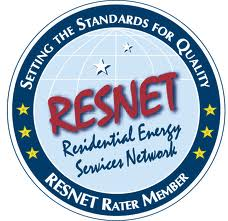 SETTING THE STANDARDS FOR QUALITY
RESNET
Residential Energy
Services Network
RESNET RATER MEMBER